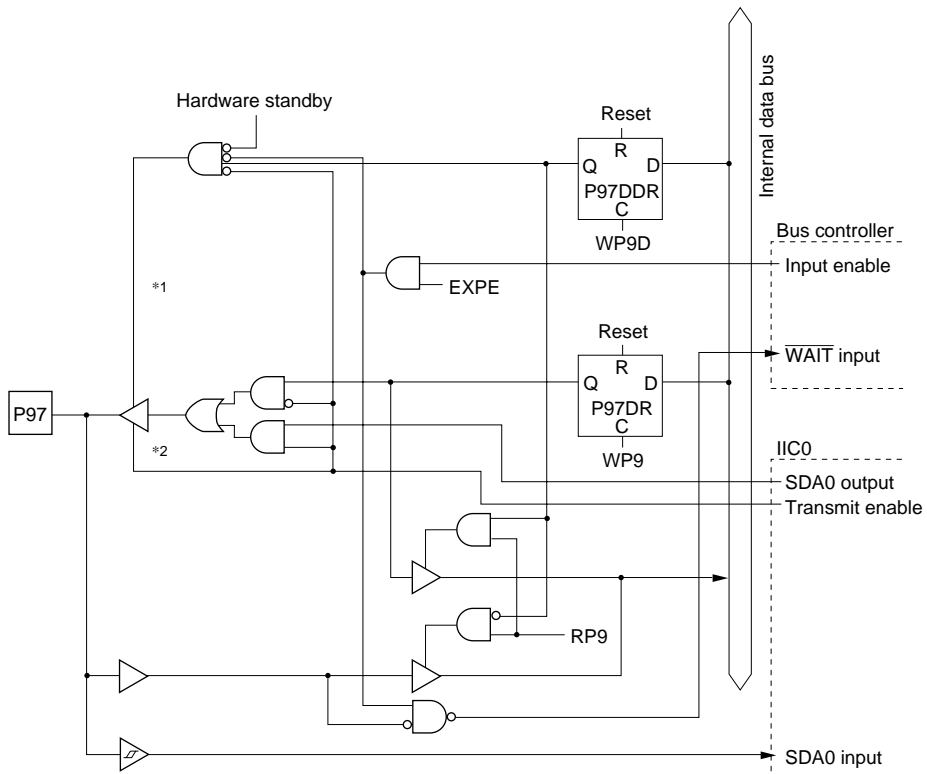 Hardware standby
Internal data bus
Reset
R
Q D
P97DDR
C
WP9D
Bus controller
Input enable
EXPE
*1
Reset
R
Q D
P97DR
C
WP9
WAIT input
P97
*2
IIC0
SDA0 output
Transmit enable
RP9
SDA0 input